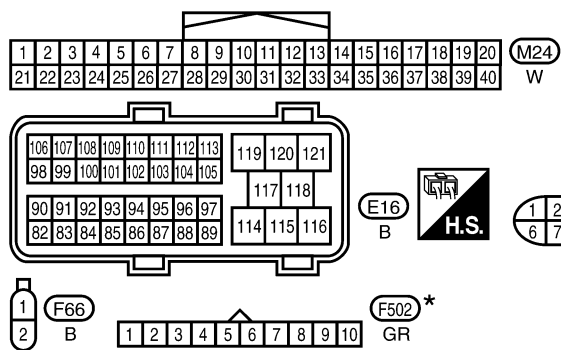 1 2 3 4 5 6 7 8 9 10 11 12 13 14 15 16 17 18 19 20 M24
21 22 23 24 25 26 27 28 29 30 31 32 33 34 35 36 37 38 39 40 W
106 107 108 109 110 111 112 113 119 120 121
98 99 100 101 102 103 104 105
117 118
90 91 92 93 94 95 96 97
82 83 84 85 86 87 88 89 114 115 116
E16
B
H.S.
1 2
6 7
1 F66
2 B
1 2 3 4 5 6 7 8 9 10
F502 *
GR